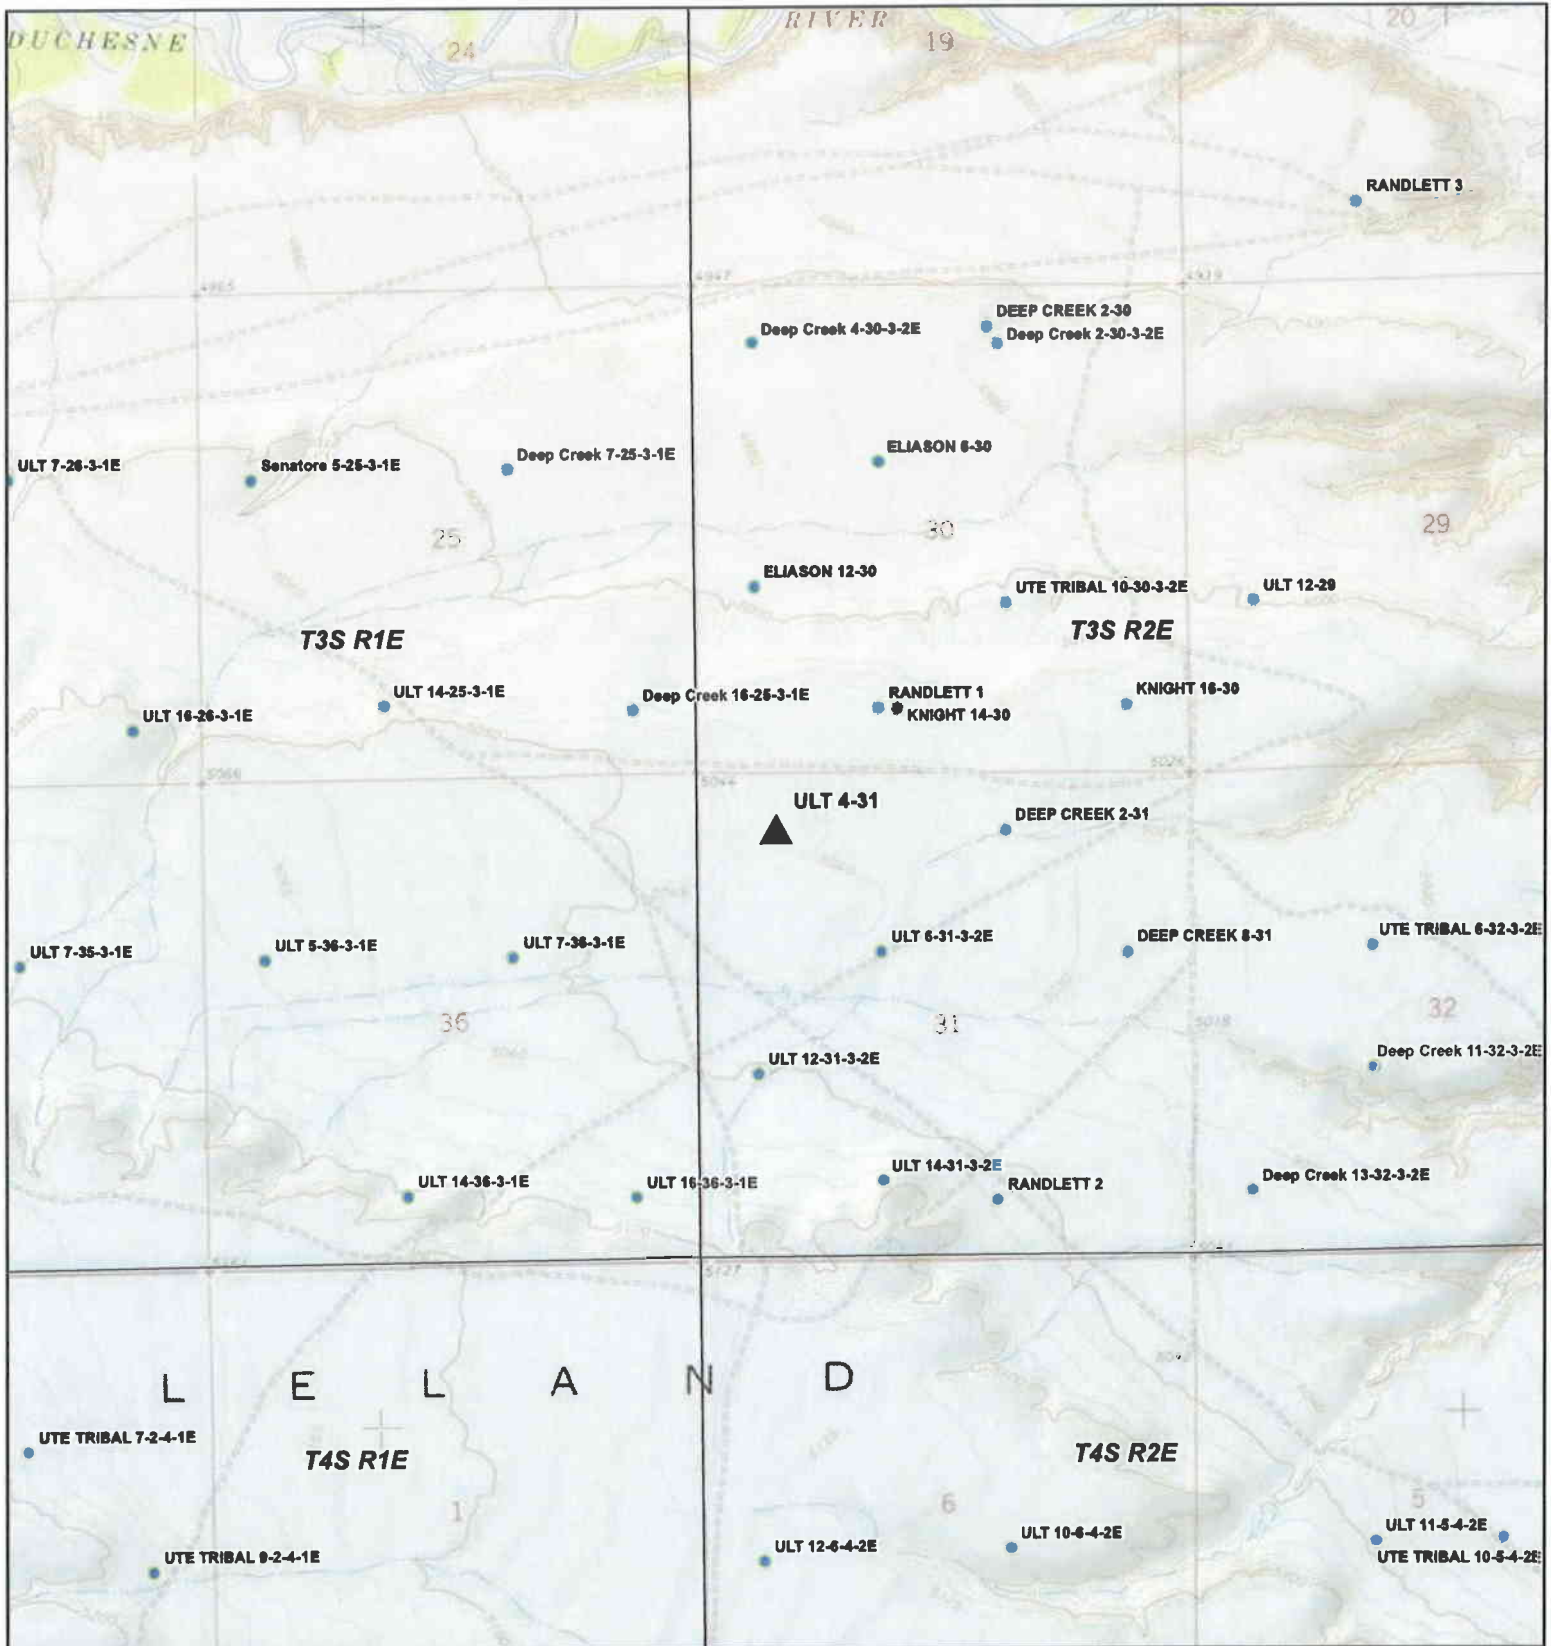 DUCHESNE
RIVER
24
19
20
RANDLETT 3
4965
4947
4919
DEEP CREEK 2-30
Deep Creek 4-30-3-2E
Deep Creek 2-30-3-2E
ULT 7-26-3-1E
Senatore 5-25-3-1E
Deep Creek 7-25-3-1E
ELIASON 6-30
25
30
29
ELIASON 12-30
UTE TRIBAL 10-30-3-2E
ULT 12-29
T3S R1E
T3S R2E
ULT 16-26-3-1E
ULT 14-25-3-1E
Deep Creek 16-25-3-1E
RANDLETT 1
KNIGHT 14-30
KNIGHT 16-30
5066
5044
5026
ULT 4-31
DEEP CREEK 2-31
ULT 7-35-3-1E
ULT 5-36-3-1E
ULT 7-36-3-1E
ULT 6-31-3-2E
DEEP CREEK 8-31
UTE TRIBAL 6-32-3-2E
36
31
32
5018
ULT 12-31-3-2E
Deep Creek 11-32-3-2E
ULT 14-36-3-1E
ULT 16-36-3-1E
ULT 14-31-3-2E
RANDLETT 2
Deep Creek 13-32-3-2E
5127
L E L A N D
UTE TRIBAL 7-2-4-1E
T4S R1E
T4S R2E
1
6
5
UTE TRIBAL 9-2-4-1E
ULT 12-6-4-2E
ULT 10-6-4-2E
ULT 11-5-4-2E
UTE TRIBAL 10-5-4-2E